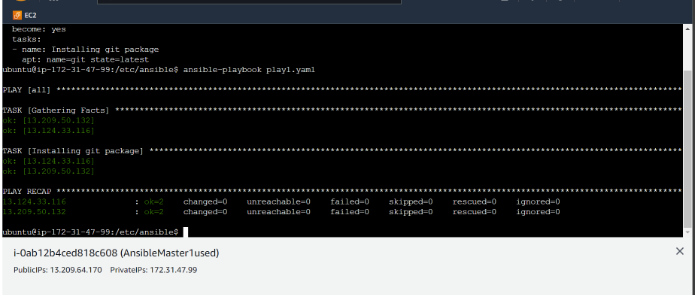 EC2
become: yes
tasks:
- name: Installing git package
apt: name=git state=latest
ubuntu@ip-172-31-47-99:/etc/ansible$ ansible-playbook play1.yaml
PLAY [all] ****************************************************************
TASK [Gathering Facts] ****************************************************************
ok: [13.209.50.132]
ok: [13.124.33.116]
TASK [Installing git package] ****************************************************************
ok: [13.124.33.116]
ok: [13.209.50.132]
PLAY RECAP ****************************************************************
13.124.33.116 : ok=2 changed=0 unreachable=0 failed=0 skipped=0 rescued=0 ignored=0
13.209.50.132 : ok=2 changed=0 unreachable=0 failed=0 skipped=0 rescued=0 ignored=0
ubuntu@ip-172-31-47-99:/etc/ansible$
i-0ab12b4ced818c608 (AnsibleMaster1used)
PublicIPs: 13.209.64.170 PrivateIPs: 172.31.47.99